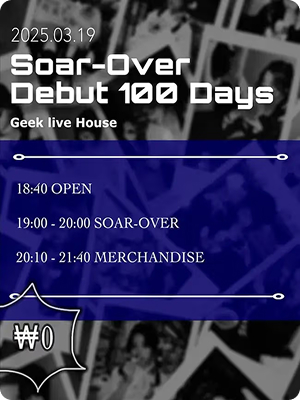 2025.03.19
Soar-Over
Debut 100 Days
Geek live House
18:40 OPEN
19:00 - 20:00 SOAR-OVER
20:10 - 21:40 MERCHANDISE
₩0